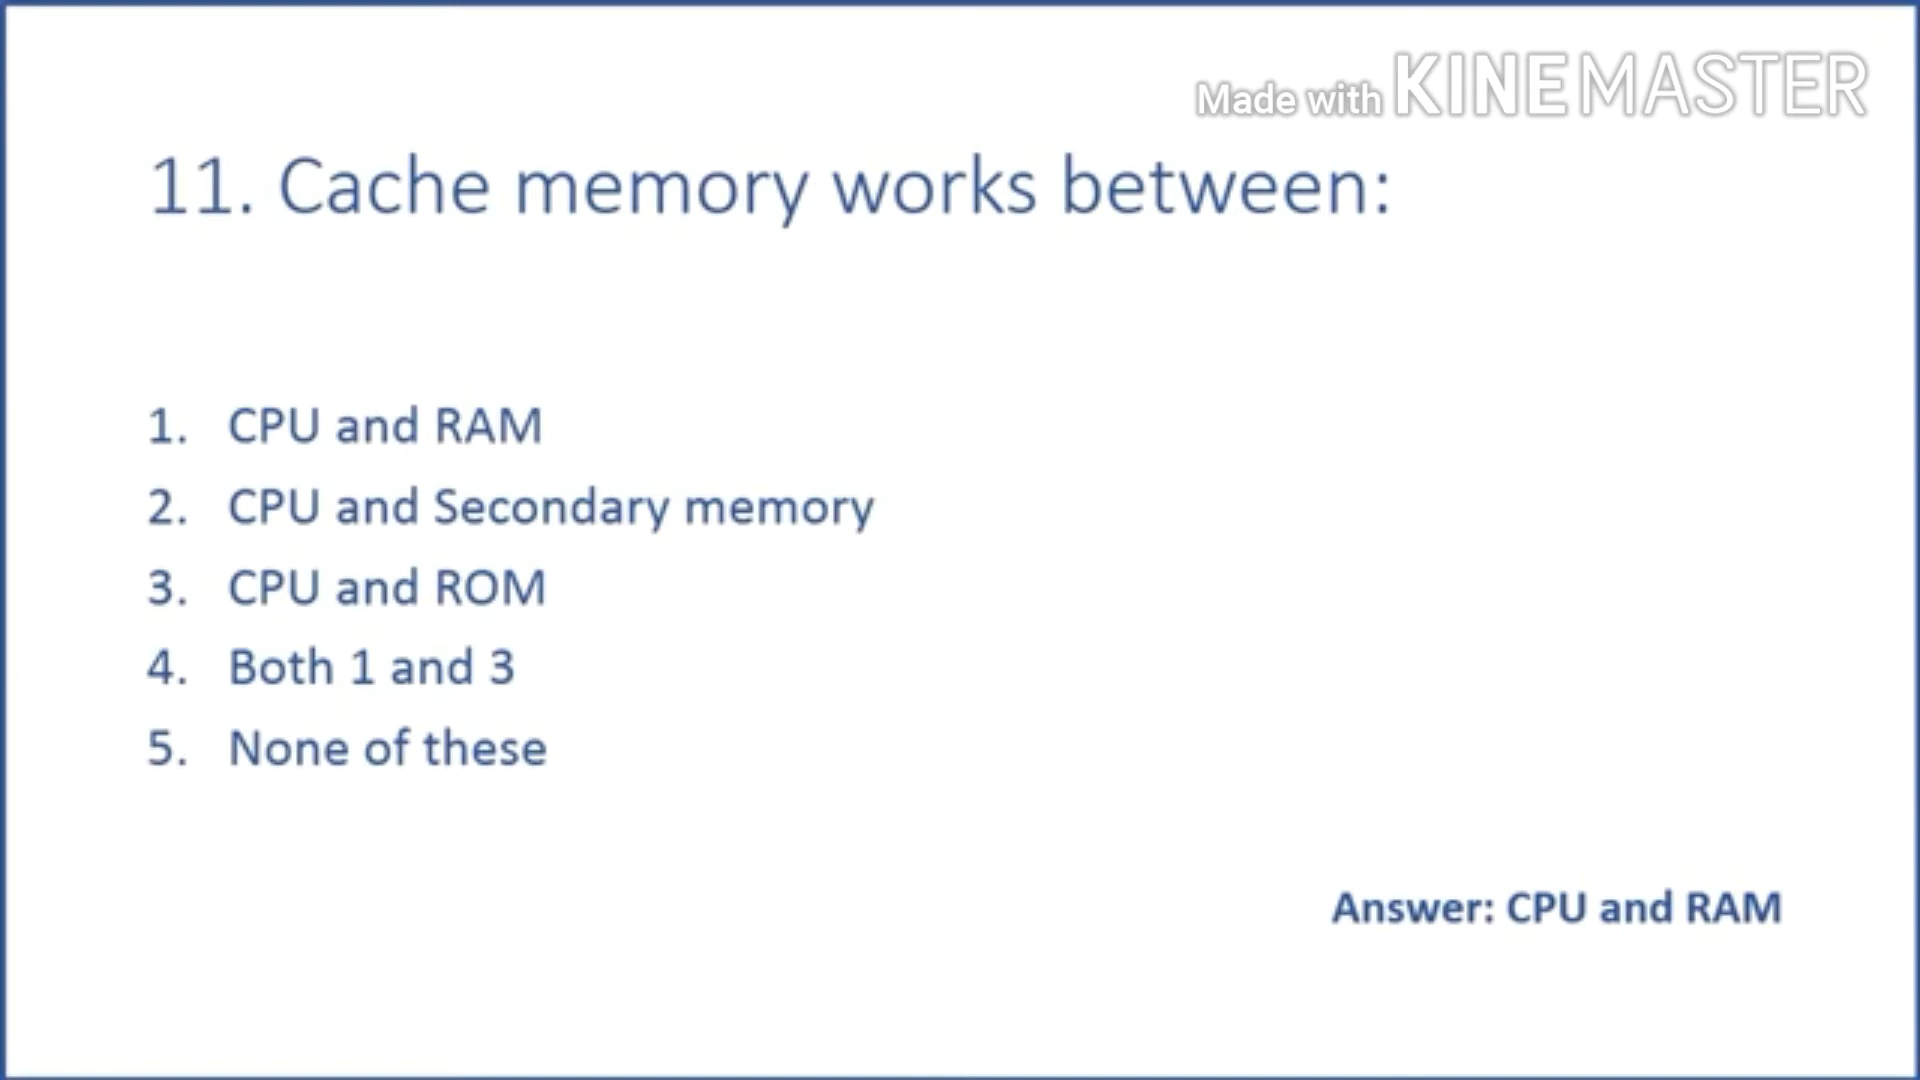 Made with KINEMASTER
11. Cache memory works between:
1. CPU and RAM
2. CPU and Secondary memory
3. CPU and ROM
4. Both 1 and 3
5. None of these
Answer: CPU and RAM